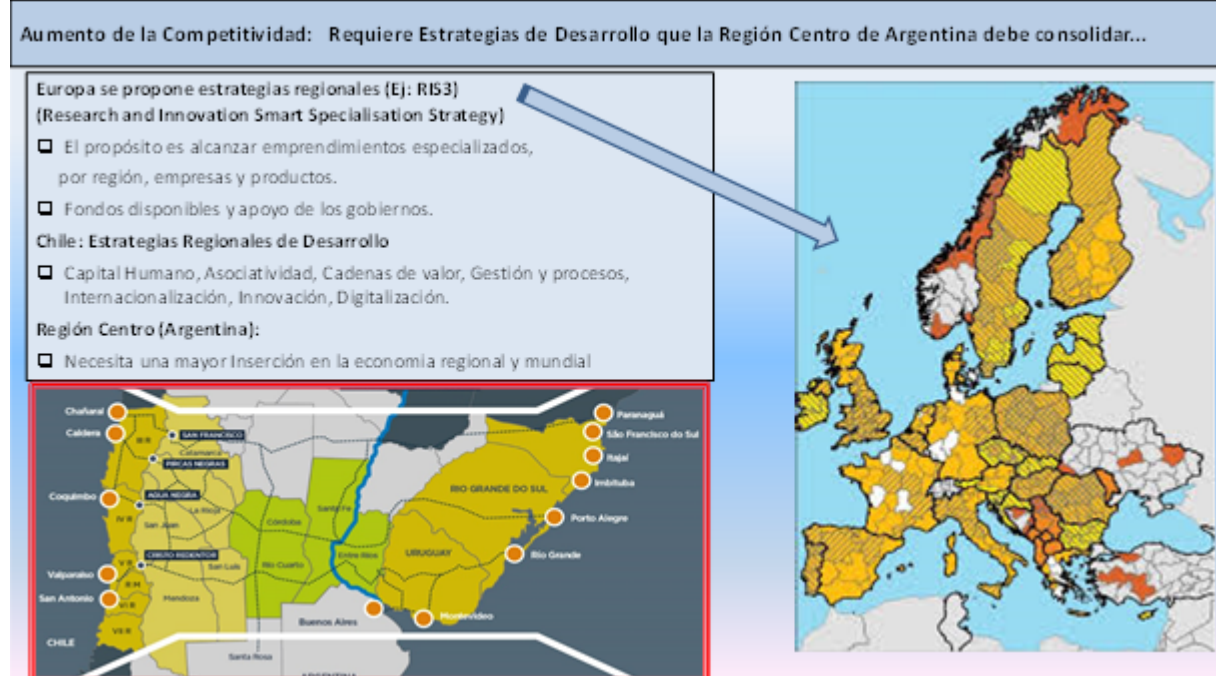 Aumento de la Competitividad: Requiere Estrategias de Desarrollo que la Región Centro de Argentina debe consolidar...
Europa se propone estrategias regionales (Ej: RIS3)
(Research and Innovation Smart Specialisation Strategy)
El propósito es alcanzar emprendimientos especializados,
por región, empresas y productos.
Fondos disponibles y apoyo de los gobiernos.
Chile: Estrategias Regionales de Desarrollo
Capital Humano, Asociatividad, Cadenas de valor, Gestión y procesos,
Internacionalización, Innovación, Digitalización.
Región Centro (Argentina):
Necesita una mayor Inserción en la economia regional y mundial
Chañaral
Caldera
III R
SAN FRANCISCO
Catamarca
PIRCAS NEGRAS
Coquimbo
AGUA NEGRA
La Rioja
IV R
San Juan
Córdoba
Santa Fe
CRISTO REDENTOR
San Luis
Río Cuarto
Entre Ríos
Valparaíso
V R
R M
San Antonio
VI R
Mendoza
VII R
CHILE
Buenos Aires
Santa Rosa
ARGENTINA
URUGUAY
Montevideo
RIO GRANDE DO SUL
Paranaguá
São Francisco do Sul
Itajaí
Imbituba
Porto Alegre
Río Grande